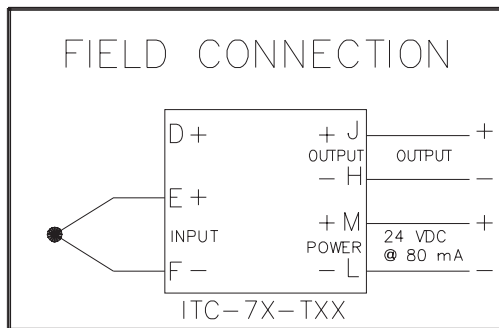 FIELD CONNECTION
D + + J +
OUTPUT OUTPUT
- H -
E +
+ M +
INPUT
POWER 24 VDC
@ 80 mA
F - - L -
ITC-7X-TXX